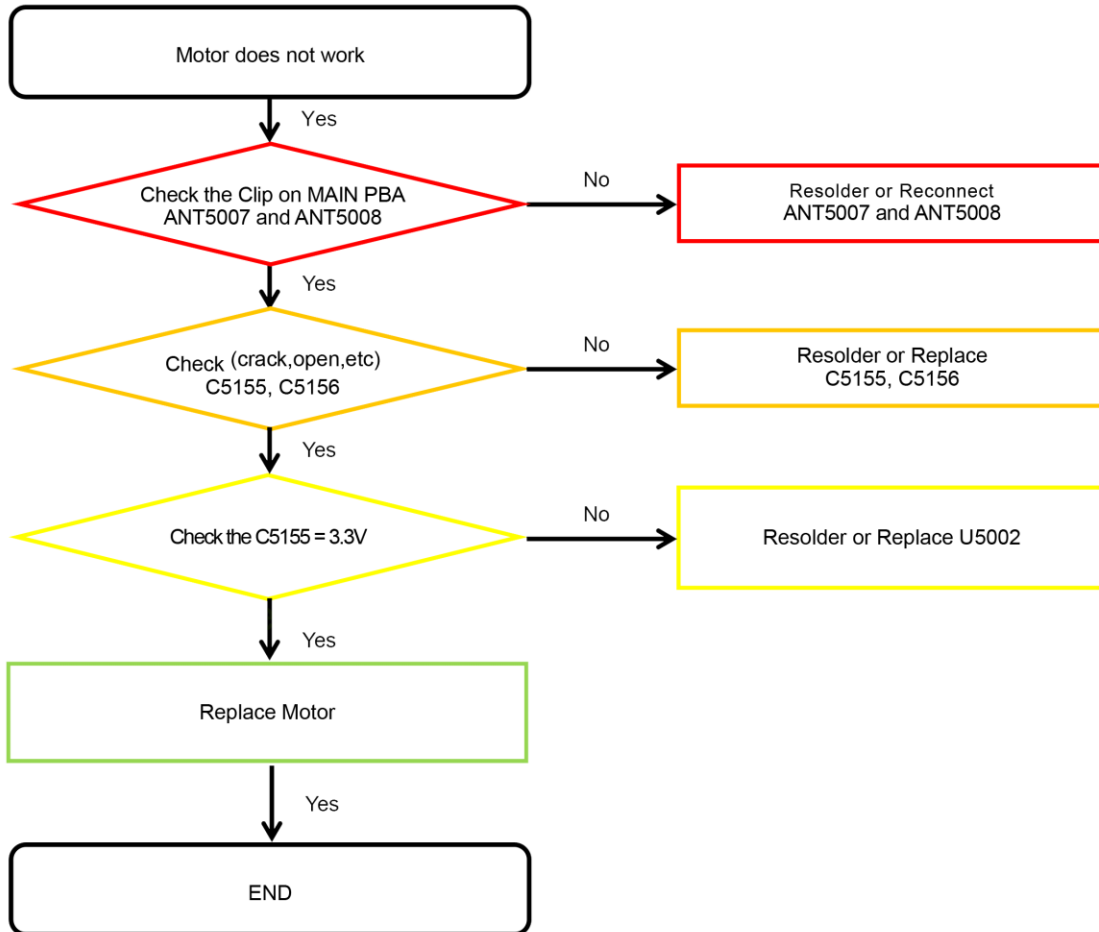 Motor does not work
Yes
Check the Clip on MAIN PBA
ANT5007 and ANT5008
No
Resolder or Reconnect
ANT5007 and ANT5008
Yes
Check (crack,open,etc)
C5155, C5156
No
Resolder or Replace
C5155, C5156
Yes
Check the C5155 = 3.3V
No
Resolder or Replace U5002
Yes
Replace Motor
Yes
END